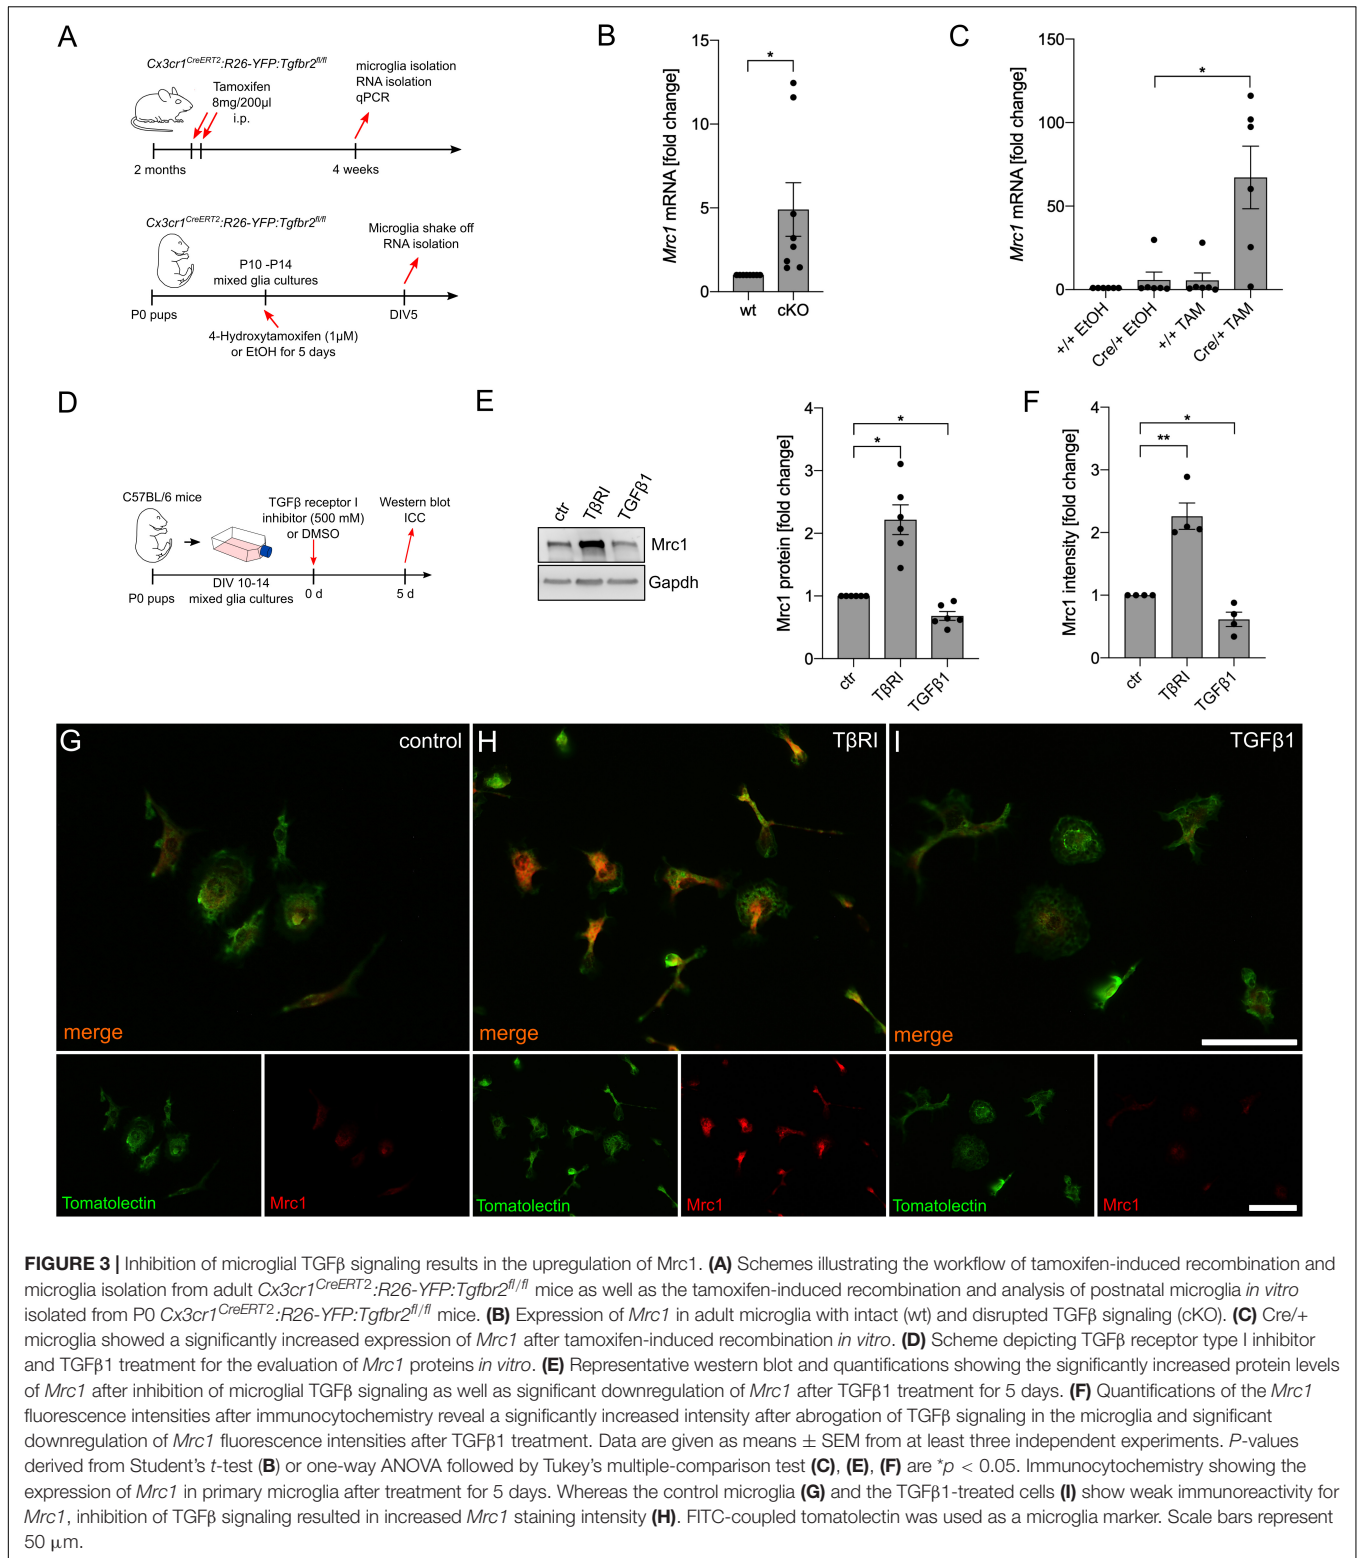 A
Cx3cr1^CreERT2:R26-YFP:Tgfbr2^fl/fl
Tamoxifen
8mg/200µl
i.p.
microglia isolation
RNA isolation
qPCR
2 months
4 weeks
Cx3cr1^CreERT2:R26-YFP:Tgfbr2^fl/fl
Microglia shake off
RNA isolation
P10 -P14
mixed glia cultures
P0 pups
DIV5
4-Hydroxytamoxifen (1µM)
or EtOH for 5 days
B
Mrc1 mRNA [fold change]
15
10
5
0
*
wt
cKO
C
Mrc1 mRNA [fold change]
150
100
50
0
*
+/+ EtOH
Cre/+ EtOH
+/+ TAM
Cre/+ TAM
D
C57BL/6 mice
TGFβ receptor I
inhibitor (500 mM)
or DMSO
Western blot
ICC
P0 pups
DIV 10-14
mixed glia cultures
0 d
5 d
E
ctr
TβRI
TGFβ1
Mrc1
Gapdh
Mrc1 protein [fold change]
4
3
2
1
0
*
*
ctr
TβRI
TGFβ1
F
Mrc1 intensity [fold change]
4
3
2
1
0
*
**
ctr
TβRI
TGFβ1
G
control
merge
Tomatolectin
Mrc1
H
TβRI
merge
Tomatolectin
Mrc1
I
TGFβ1
merge
Tomatolectin
Mrc1
FIGURE 3 | Inhibition of microglial TGFβ signaling results in the upregulation of Mrc1. (A) Schemes illustrating the workflow of tamoxifen-induced recombination and
microglia isolation from adult Cx3cr1^CreERT2:R26-YFP:Tgfbr2^fl/fl mice as well as the tamoxifen-induced recombination and analysis of postnatal microglia in vitro
isolated from P0 Cx3cr1^CreERT2:R26-YFP:Tgfbr2^fl/fl mice. (B) Expression of Mrc1 in adult microglia with intact (wt) and disrupted TGFβ signaling (cKO). (C) Cre/+
microglia showed a significantly increased expression of Mrc1 after tamoxifen-induced recombination in vitro. (D) Scheme depicting TGFβ receptor type I inhibitor
and TGFβ1 treatment for the evaluation of Mrc1 proteins in vitro. (E) Representative western blot and quantifications showing the significantly increased protein levels
of Mrc1 after inhibition of microglial TGFβ signaling as well as significant downregulation of Mrc1 after TGFβ1 treatment for 5 days. (F) Quantifications of the Mrc1
fluorescence intensities after immunocytochemistry reveal a significantly increased intensity after abrogation of TGFβ signaling in the microglia and significant
downregulation of Mrc1 fluorescence intensities after TGFβ1 treatment. Data are given as means ± SEM from at least three independent experiments. P-values
derived from Student's t-test (B) or one-way ANOVA followed by Tukey's multiple-comparison test (C), (E), (F) are *p < 0.05. Immunocytochemistry showing the
expression of Mrc1 in primary microglia after treatment for 5 days. Whereas the control microglia (G) and the TGFβ1-treated cells (I) show weak immunoreactivity for
Mrc1, inhibition of TGFβ signaling resulted in increased Mrc1 staining intensity (H). FITC-coupled tomatolectin was used as a microglia marker. Scale bars represent
50 µm.